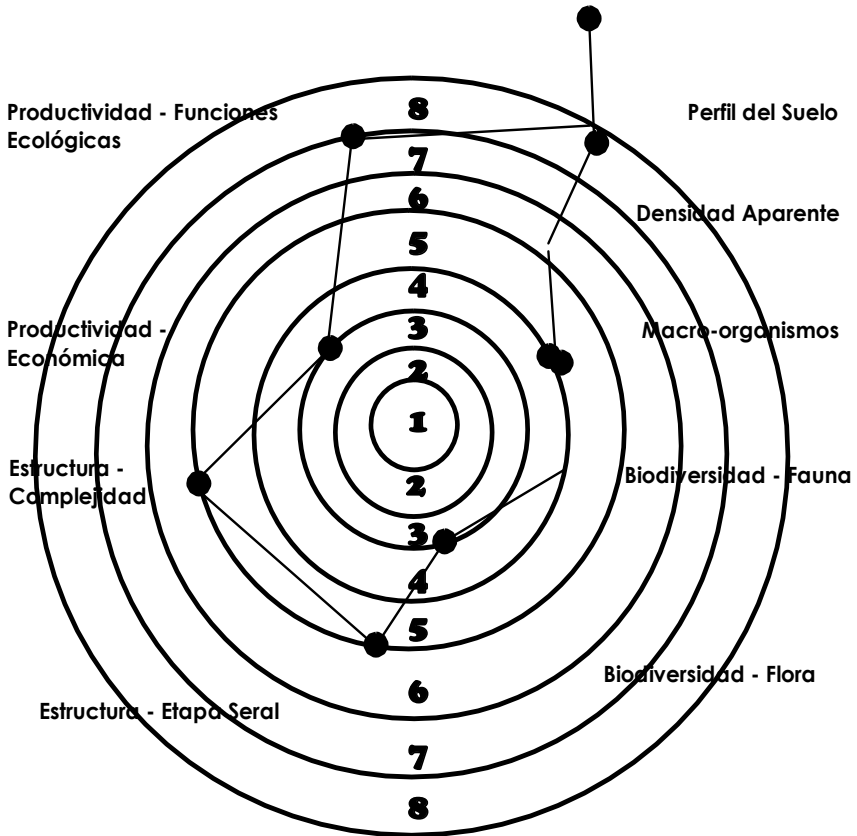 8
Productividad - Funciones
Ecológicas
Perfil del Suelo
7
6
Densidad Aparente
5
4
3
Productividad -
Económica
Macro-organismos
2
1
Estructura -
Complejidad
Biodiversidad - Fauna
2
3
4
5
Biodiversidad - Flora
6
Estructura - Etapa Seral
7
8